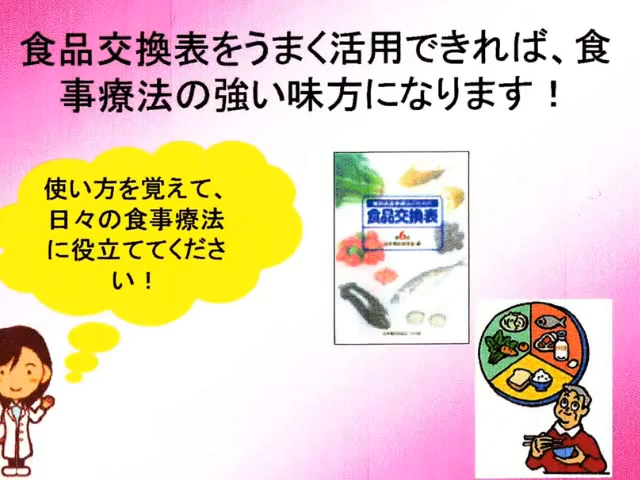 食品交換表をうまく活用できれば、食
事療法の強い味方になります！
使い方を覚えて、
日々の食事療法
に役立ててくださ
い！
食品交換表
第6版